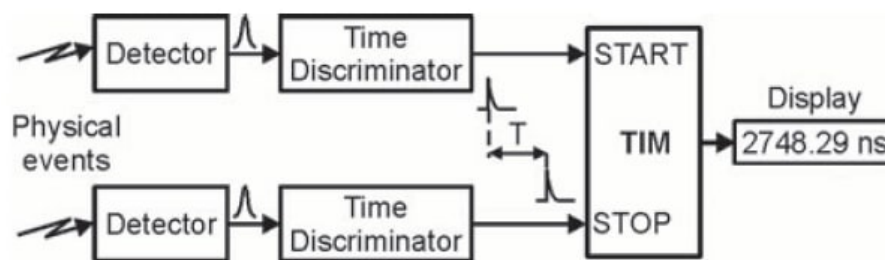 Detector
Time
Discriminator
START
Physical
events
T
TIM
Display
2748.29 ns
Detector
Time
Discriminator
STOP